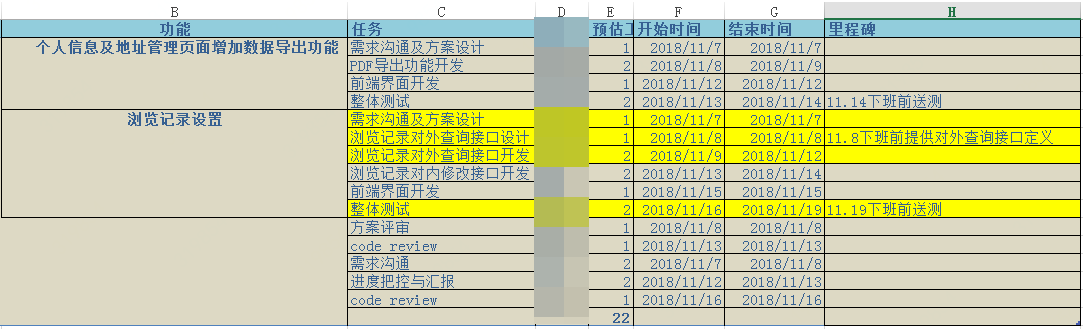 B C D E F G H
功能 任务 预估工 开始时间 结束时间 里程碑
个人信息及地址管理页面增加数据导出功能 需求沟通及方案设计 1 2018/11/7 2018/11/7
PDF导出功能开发 2 2018/11/8 2018/11/9
前端界面开发 1 2018/11/12 2018/11/12
整体测试 2 2018/11/13 2018/11/14 11.14下班前送测
浏览记录设置 需求沟通及方案设计 1 2018/11/7 2018/11/7
浏览记录对外查询接口设计 1 2018/11/8 2018/11/8 11.8下班前提供对外查询接口定义
浏览记录对外查询接口开发 2 2018/11/9 2018/11/12
浏览记录对内修改接口开发 2 2018/11/13 2018/11/14
前端界面开发 1 2018/11/15 2018/11/15
整体测试 2 2018/11/16 2018/11/19 11.19下班前送测
方案评审 1 2018/11/8 2018/11/8
code review 1 2018/11/13 2018/11/13
需求沟通 2 2018/11/7 2018/11/8
进度把控与汇报 2 2018/11/12 2018/11/13
code review 1 2018/11/16 2018/11/16
22